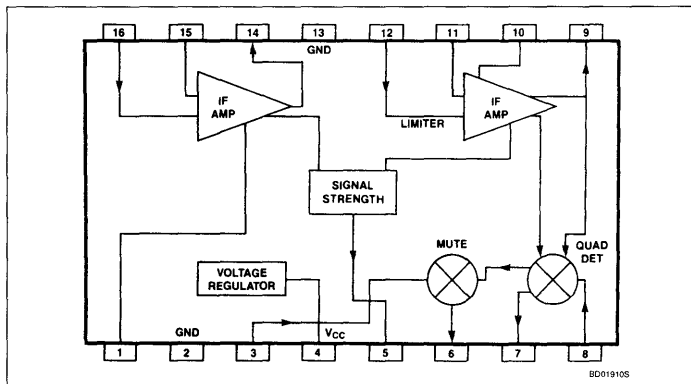 16 15 14 13 12 11 10 9
GND
IF
AMP
IF
AMP
LIMITER
SIGNAL
STRENGTH
MUTE
QUAD
DET
VOLTAGE
REGULATOR
GND
VCC
1 2 3 4 5 6 7 8
BD01910S